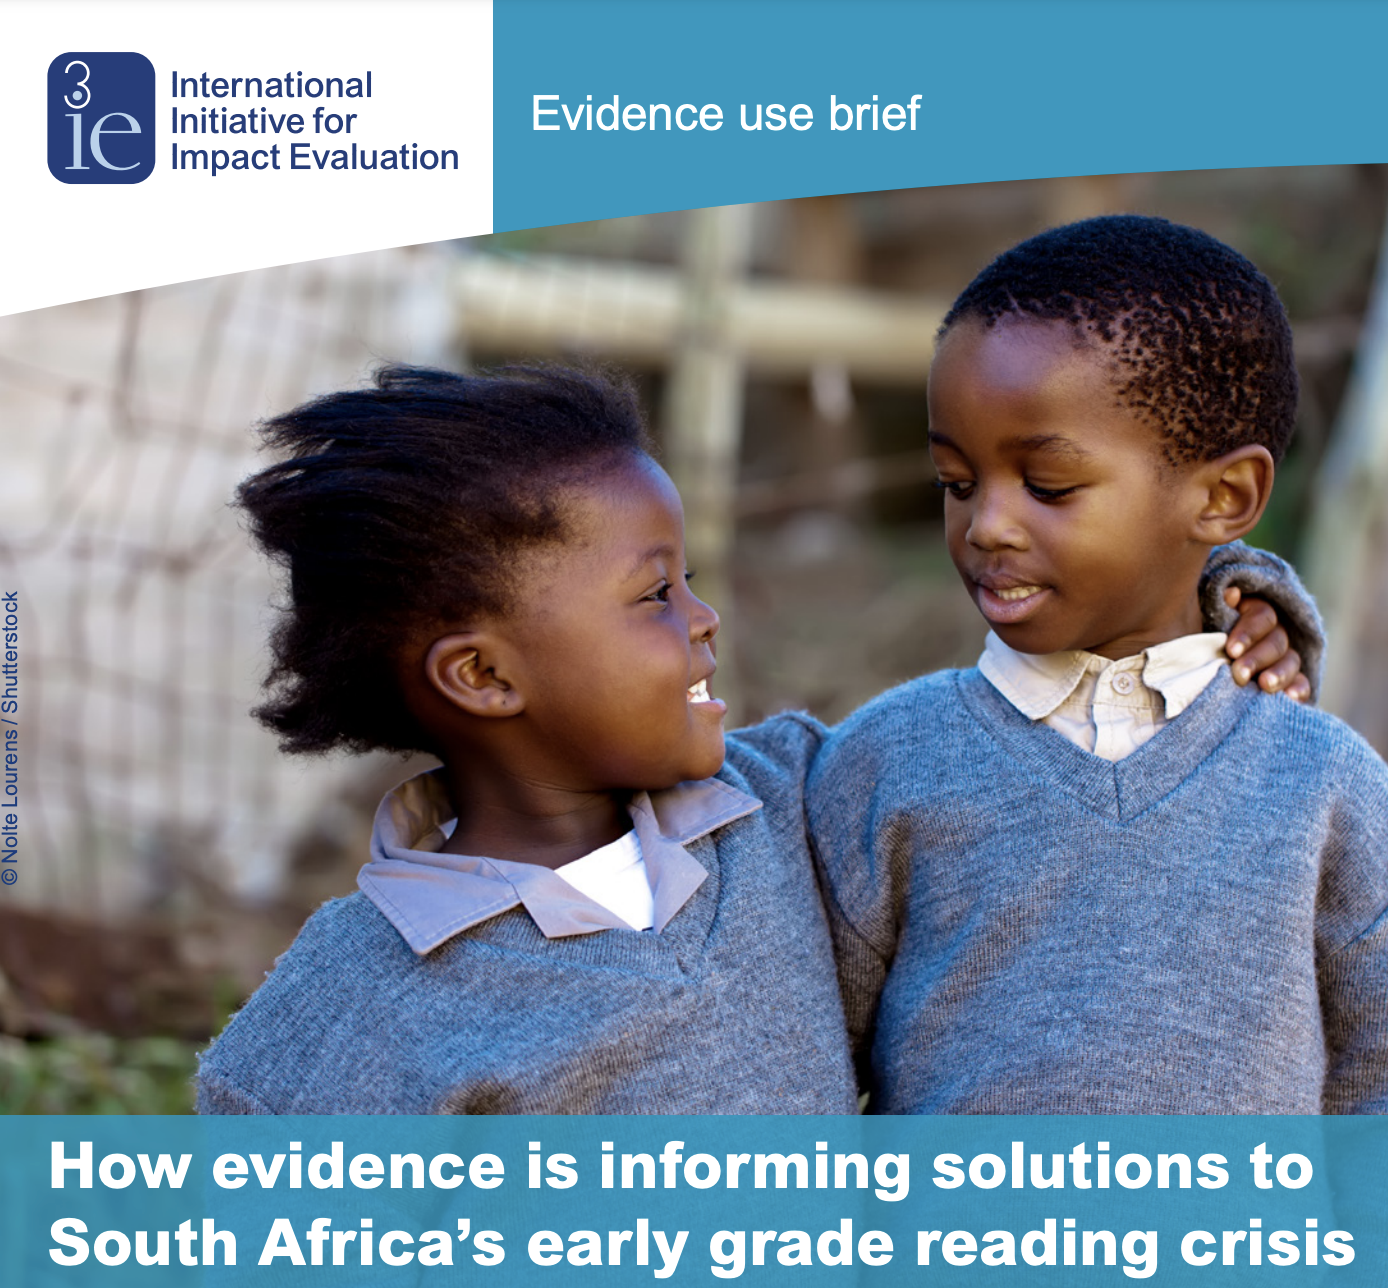 3ie
International
Initiative for
Impact Evaluation
Evidence use brief
© Nolte Lourens / Shutterstock
How evidence is informing solutions to
South Africa's early grade reading crisis